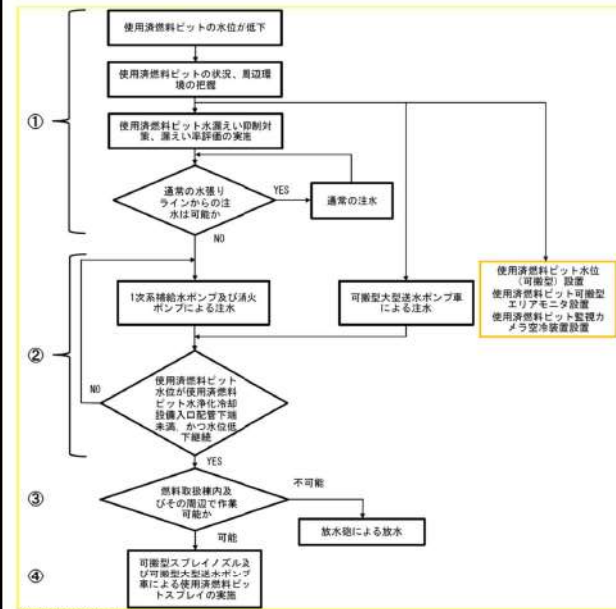 使用済燃料ピットの水位が低下
使用済燃料ピットの状況、周辺環
境の把握
①
使用済燃料ピット水漏えい抑制対
策、漏えい率評価の実施
通常の水張り
ラインからの注
水は可能か
YES
通常の注水
NO
②
1次系補給水ポンプ及び消火
ポンプによる注水
可搬型大型送水ポンプ車
による注水
使用済燃料ピット水位
(可搬型)設置
使用済燃料ピット可搬型
エリアモニタ設置
使用済燃料ピット監視カ
メラ空冷装置設置
使用済燃料ピット
水位が使用済燃料
ピット水浄化冷却
設備入口配管下端
未満、かつ水位低
下継続
NO
YES
③
燃料取扱棟内及
びその周辺で作業
可能か
不可能
放水砲による放水
可能
④
可搬型スプレイノズル及
び可搬型大型送水ポンプ
車による使用済燃料ピッ
トスプレイの実施